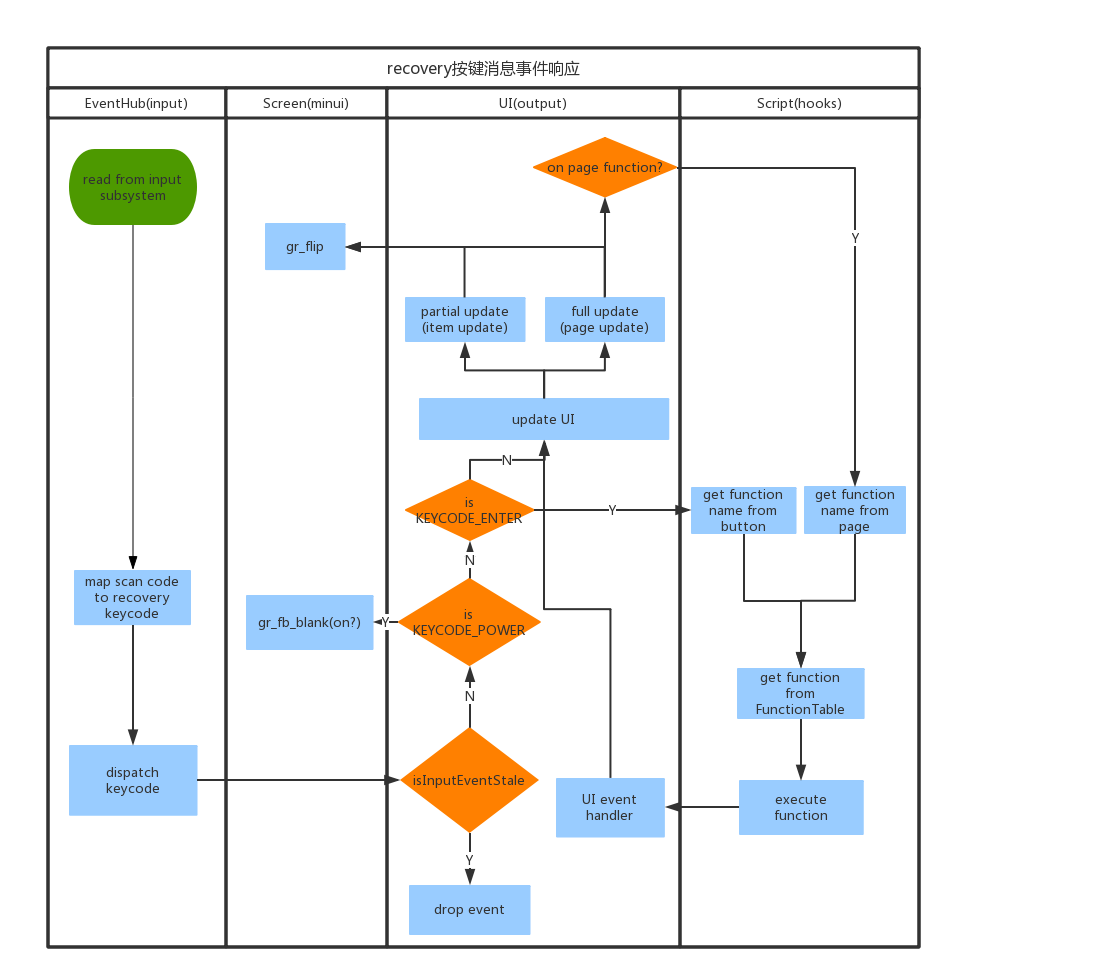 recovery按键消息事件响应
EventHub(input)
Screen(minui)
UI(output)
Script(hooks)
on page function?
read from input
subsystem
Y
gr_flip
partial update
(item update)
full update
(page update)
update UI
N
is
KEYCODE_ENTER
Y
get function
name from
button
get function
name from
page
N
map scan code
to recovery
keycode
gr_fb_blank(on?)
Y
is
KEYCODE_POWER
N
get function
from
FunctionTable
dispatch
keycode
isInputEventStale
UI event
handler
execute
function
Y
drop event